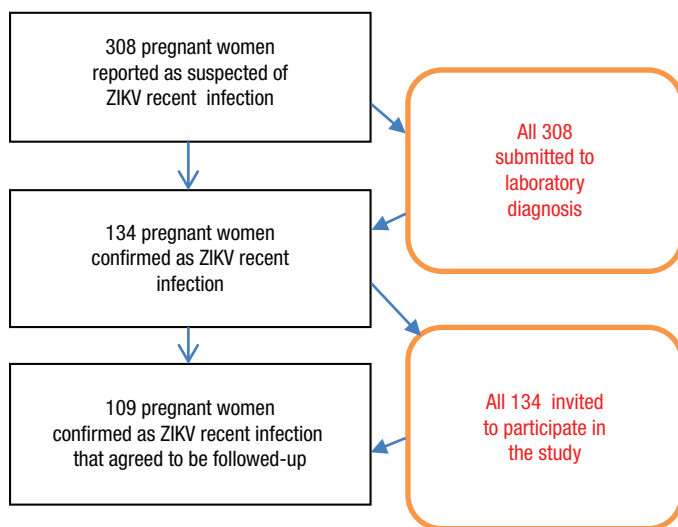 308 pregnant women
reported as suspected of
ZIKV recent infection
All 308
submitted to
laboratory
diagnosis
134 pregnant women
confirmed as ZIKV recent
infection
All 134 invited
to participate in
the study
109 pregnant women
confirmed as ZIKV recent infection
that agreed to be followed-up